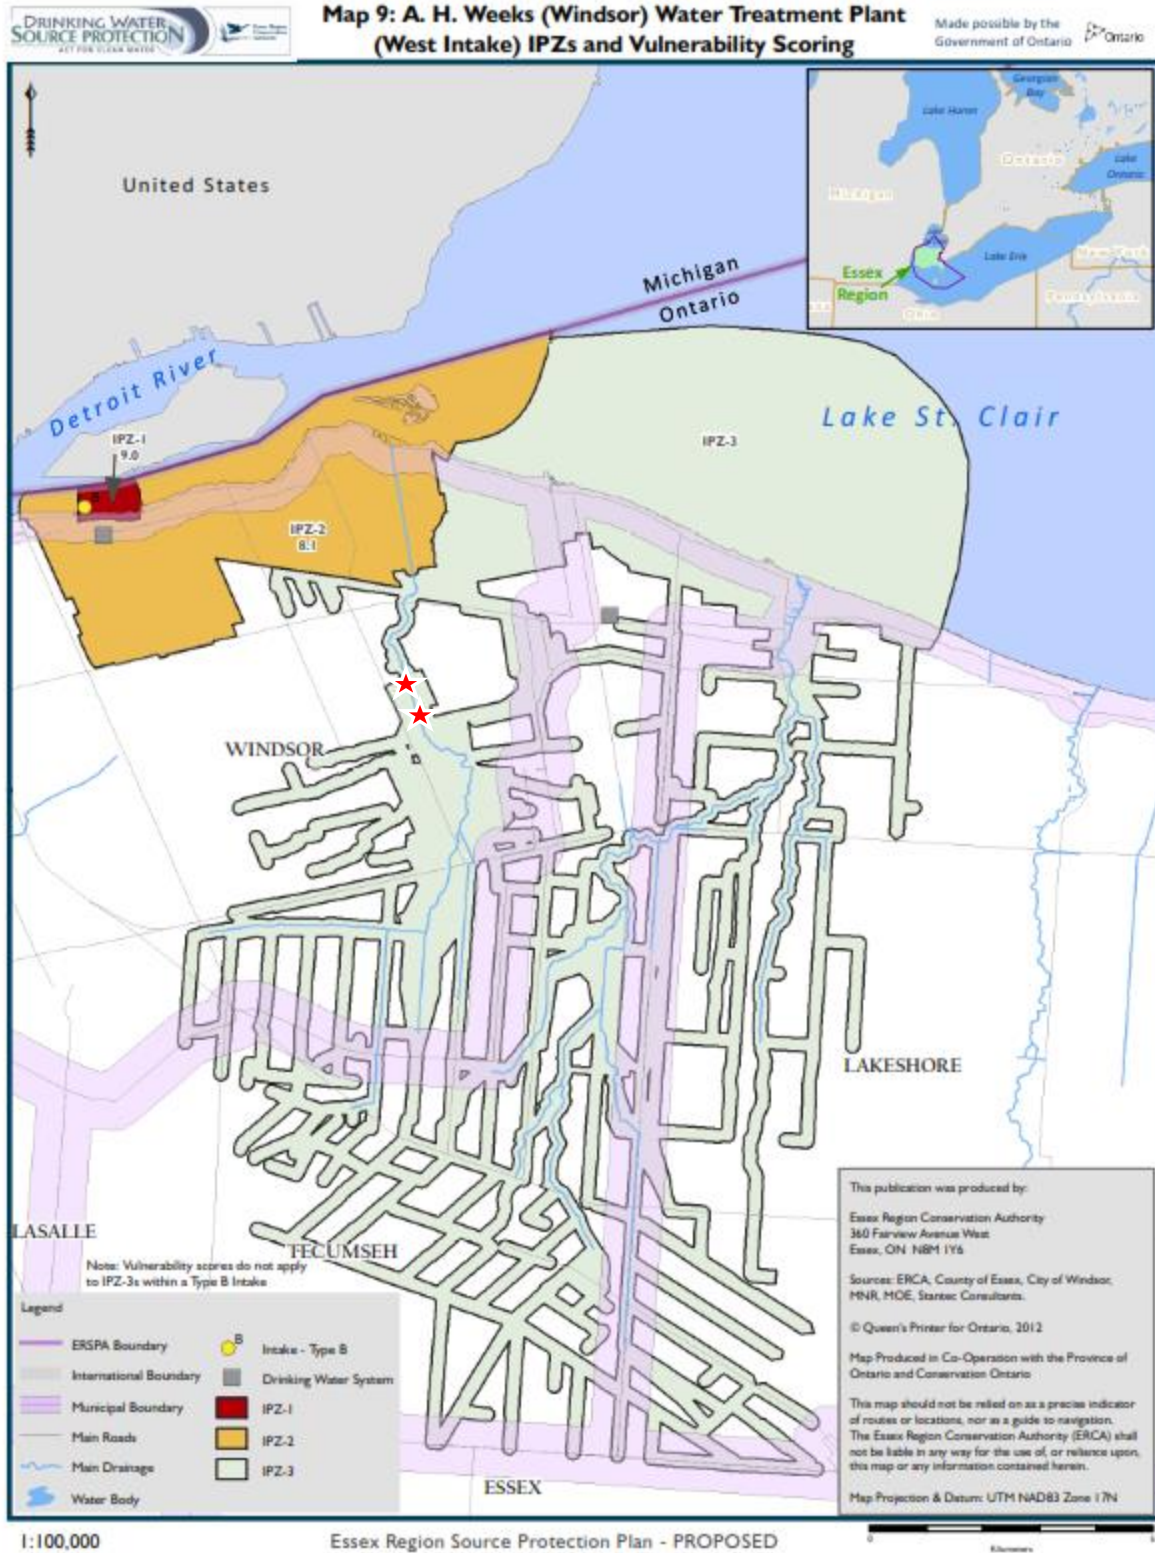 DRINKING WATER
SOURCE PROTECTION
ACT FOR CLEAN WATER
Map 9: A. H. Weeks (Windsor) Water Treatment Plant
(West Intake) IPZs and Vulnerability Scoring
Made possible by the
Government of Ontario
Ontario
United States
Georgian
Bay
Lake Huron
Ontario
Lake
Ontario
Michigan
New York
Lake Erie
Essex
Region
Pennsylvania
Ohio
Michigan
Ontario
Detroit River
Lake St. Clair
IPZ-1
9.0
B
IPZ-3
IPZ-2
8.1
WINDSOR
LAKESHORE
LASALLE
TECUMSEH
ESSEX
Note: Vulnerability scores do not apply
to IPZ-3s within a Type B Intake
Legend
ERSPA Boundary
International Boundary
Municipal Boundary
Main Roads
Main Drainage
Water Body
B
Intake - Type B
Drinking Water System
IPZ-1
IPZ-2
IPZ-3
This publication was produced by:
Essex Region Conservation Authority
360 Fairview Avenue West
Essex, ON N8M 1Y6
Sources: ERCA, County of Essex, City of Windsor,
MNR, MOE, Stantec Consultants.
© Queen's Printer for Ontario, 2012
Map Produced in Co-Operation with the Province of
Ontario and Conservation Ontario
This map should not be relied on as a precise indicator
of routes or locations, nor as a guide to navigation.
The Essex Region Conservation Authority (ERCA) shall
not be liable in any way for the use of, or reliance upon,
this map or any information contained herein.
Map Projection & Datum: UTM NAD83 Zone 17N
1:100,000
Essex Region Source Protection Plan - PROPOSED
0
Kilometers